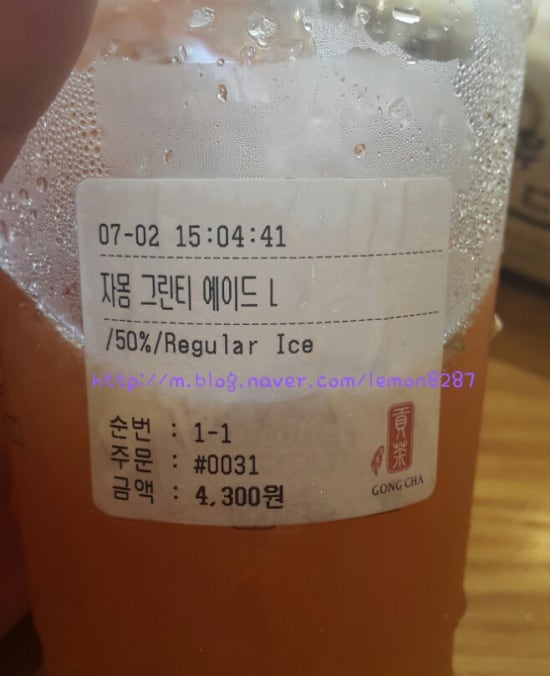 07-02 15:04:41
자몽 그린티 에이드 L
/50%/Regular Ice
http://m.blog.naver.com/lemon8287
순번 : 1-1
주문 : #0031
금액 : 4,300원
貢茶
GONG CHA